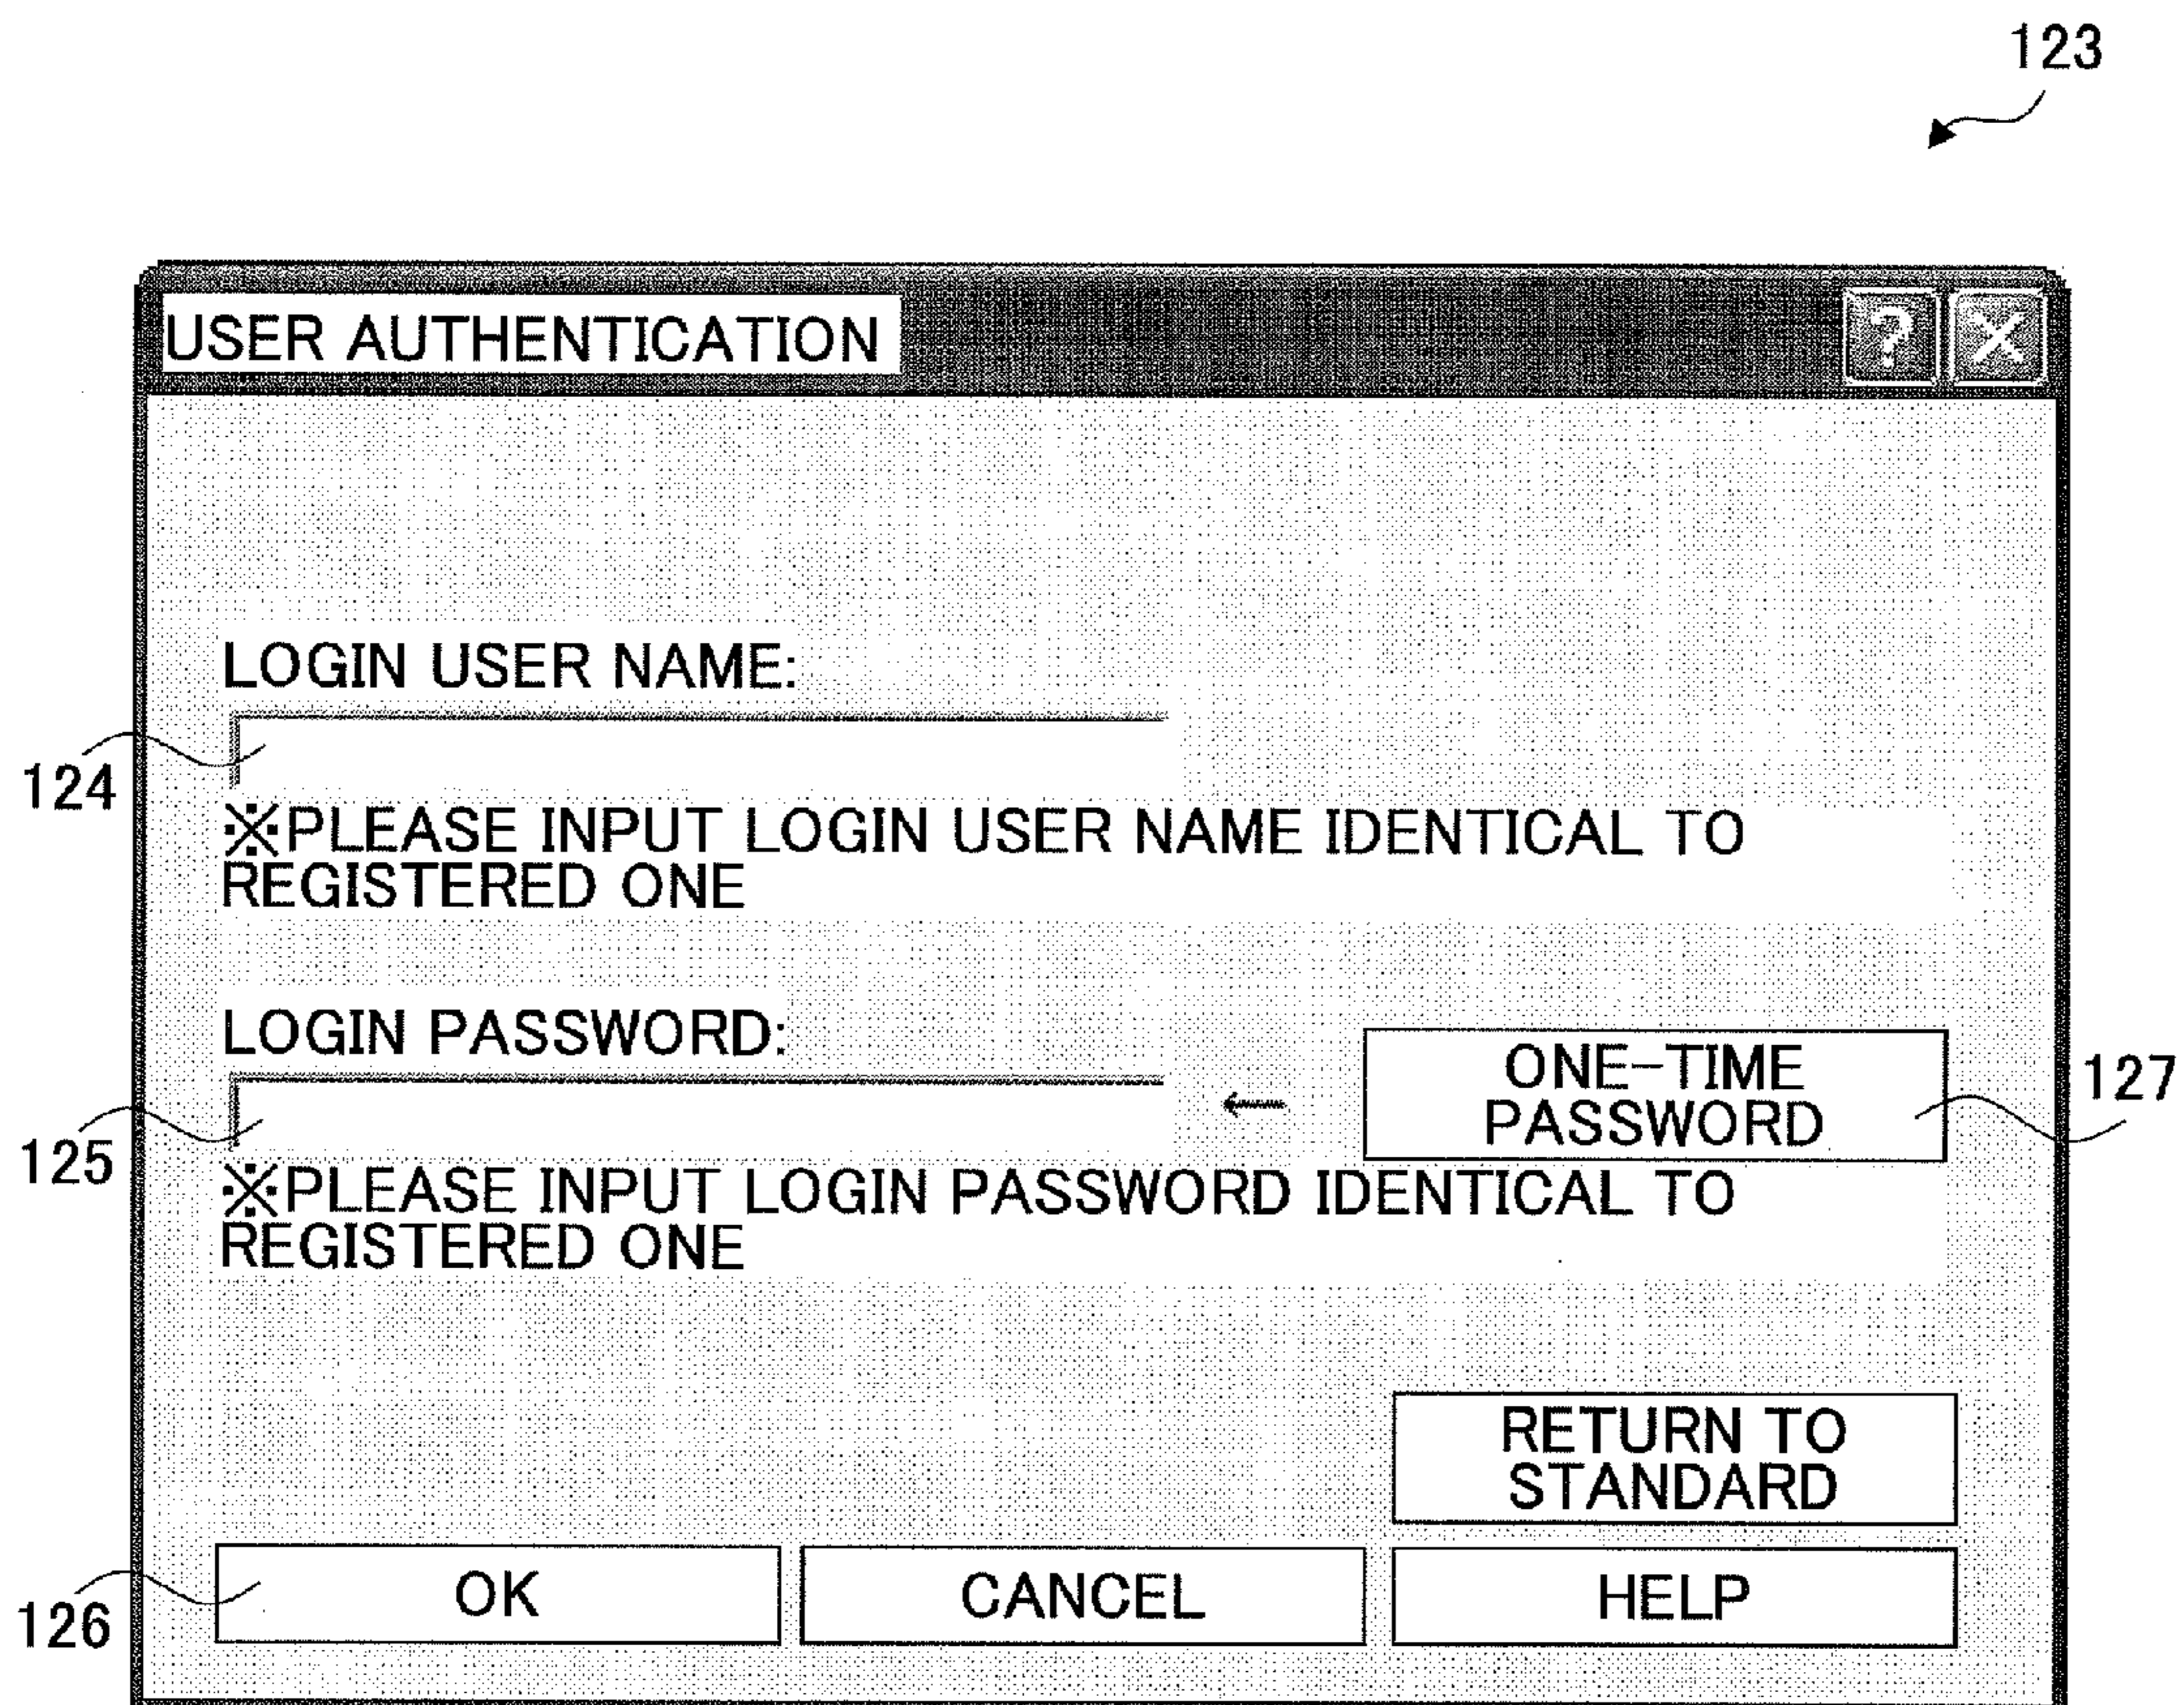 123
USER AUTHENTICATION
? X
LOGIN USER NAME:
124
※PLEASE INPUT LOGIN USER NAME IDENTICAL TO
REGISTERED ONE
LOGIN PASSWORD:
ONE-TIME
PASSWORD
127
←
125
※PLEASE INPUT LOGIN PASSWORD IDENTICAL TO
REGISTERED ONE
RETURN TO
STANDARD
OK CANCEL HELP
126